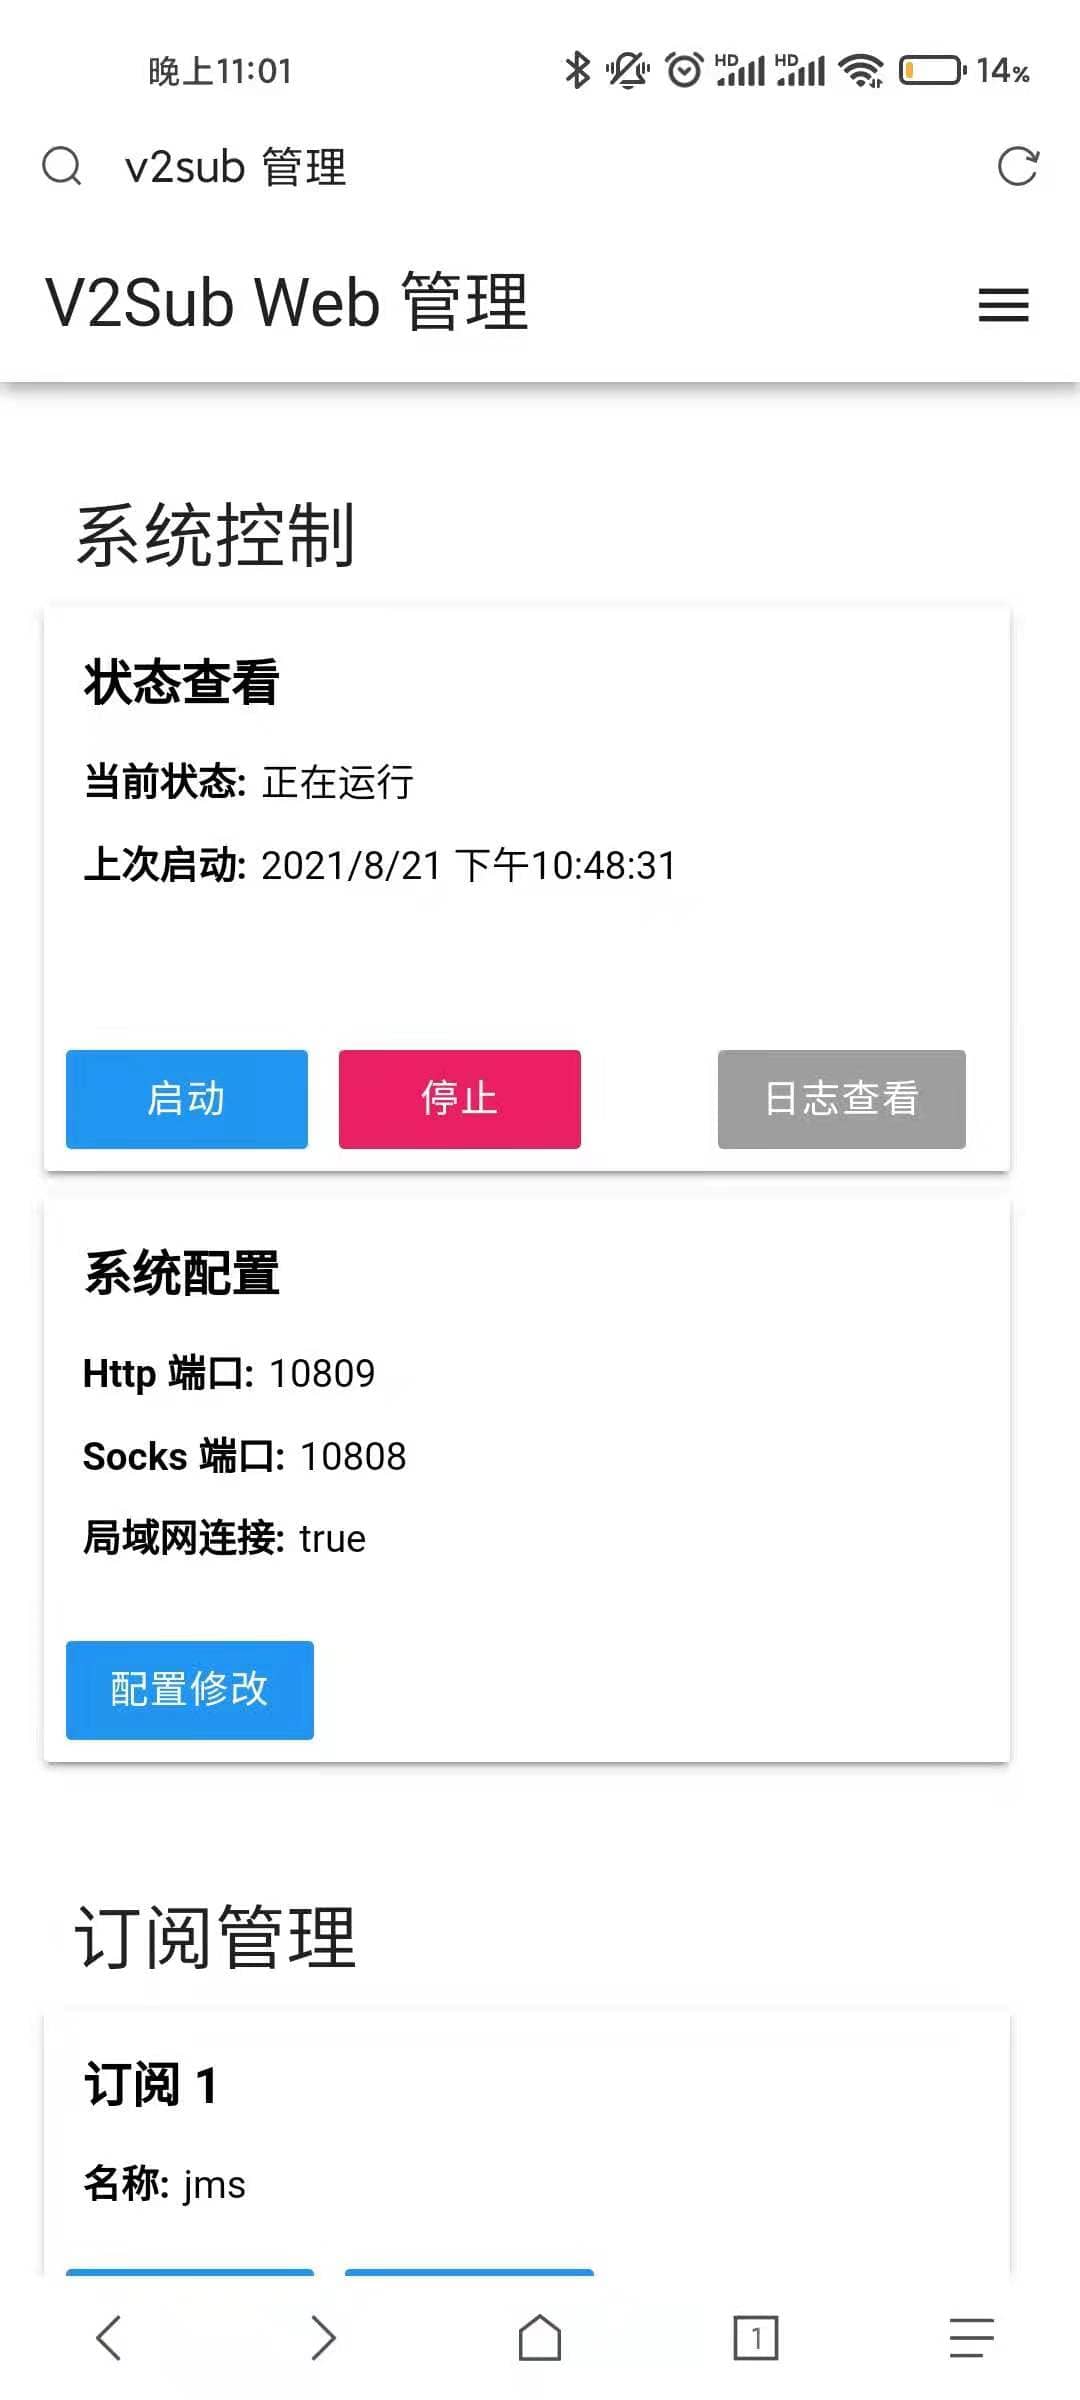 晚上11:01
HD HD 14%
v2sub 管理
V2Sub Web 管理
系统控制
状态查看
当前状态: 正在运行
上次启动: 2021/8/21 下午10:48:31
启动 停止 日志查看
系统配置
Http 端口: 10809
Socks 端口: 10808
局域网连接: true
配置修改
订阅管理
订阅 1
名称: jms
1